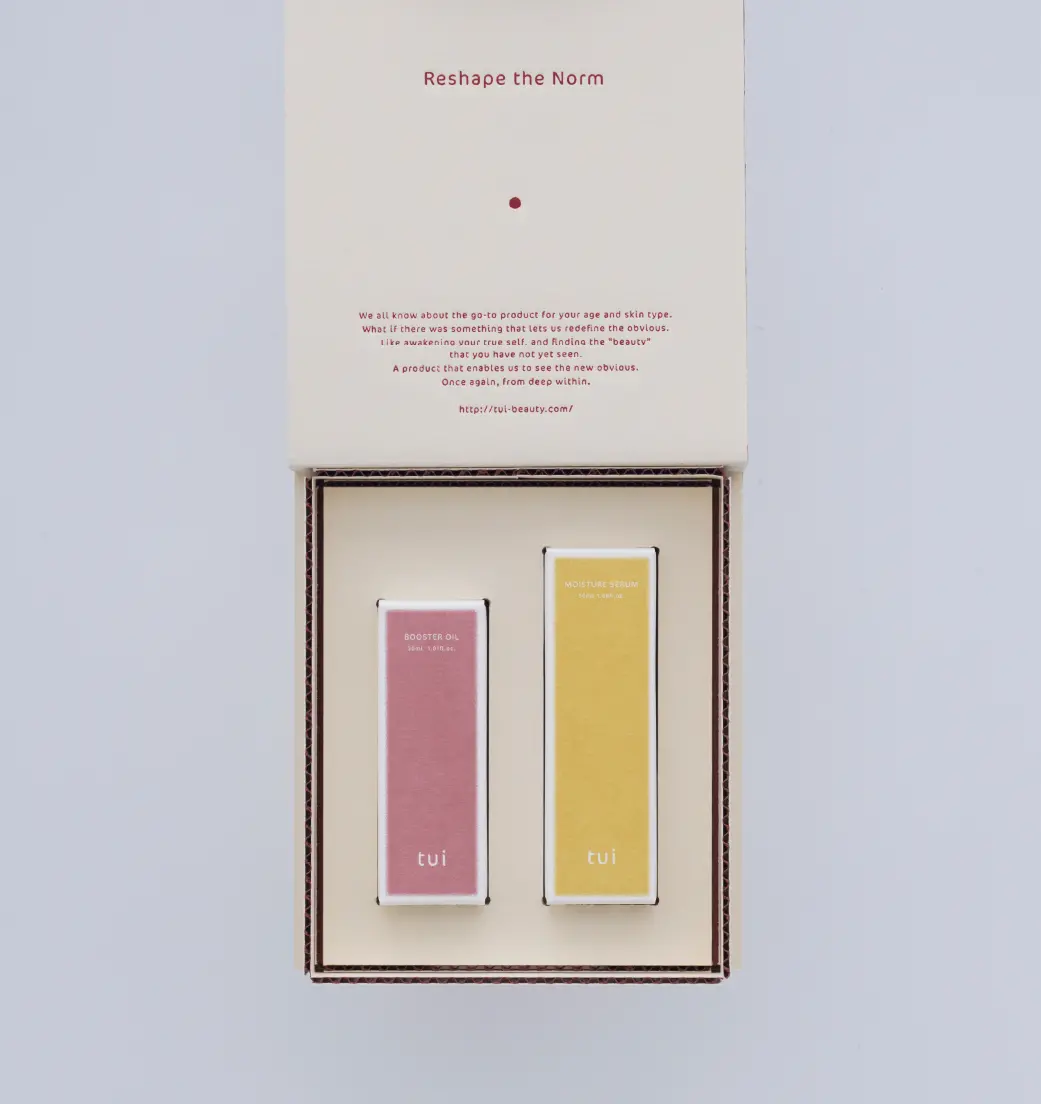 Reshape the Norm
We all know about the go-to product for your age and skin type.
What if there was something that lets us redefine the obvious.
Like awakening your true self, and finding the "beauty"
that you have not yet seen.
A product that enables us to see the new obvious.
Once again, from deep within.
http://tui-beauty.com/
MOISTURE SERUM
BOOSTER OIL
tui
tui